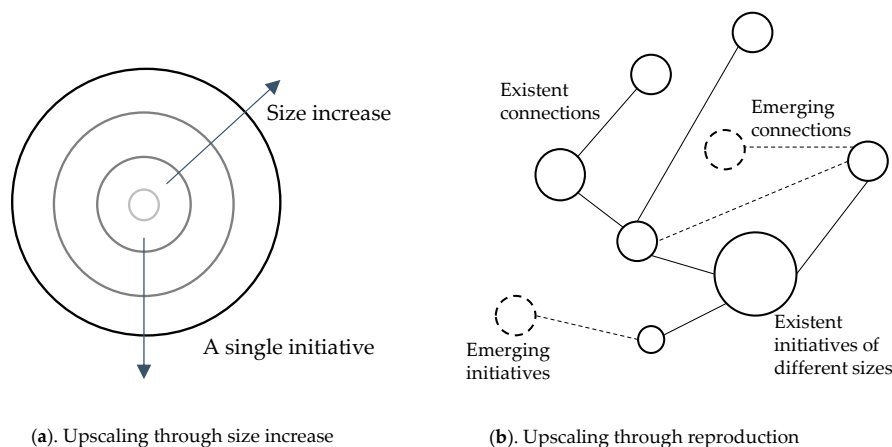 Size increase
A single initiative
(a). Upscaling through size increase
Existent
connections
Emerging
connections
Emerging
initiatives
Existent
initiatives of
different sizes
(b). Upscaling through reproduction